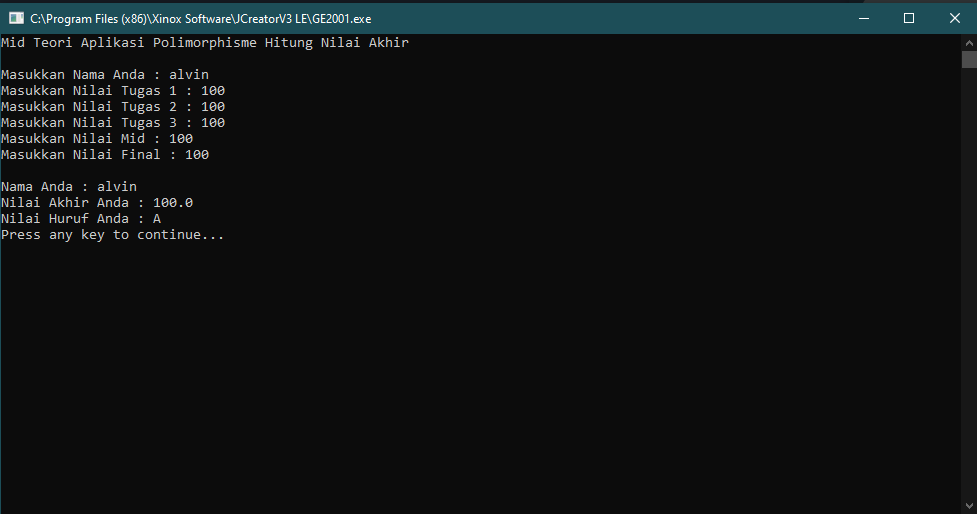 C:\Program Files (x86)\Xinox Software\JCreatorV3 LE\GE2001.exe
Mid Teori Aplikasi Polimorphisme Hitung Nilai Akhir
Masukkan Nama Anda : alvin
Masukkan Nilai Tugas 1 : 100
Masukkan Nilai Tugas 2 : 100
Masukkan Nilai Tugas 3 : 100
Masukkan Nilai Mid : 100
Masukkan Nilai Final : 100
Nama Anda : alvin
Nilai Akhir Anda : 100.0
Nilai Huruf Anda : A
Press any key to continue...